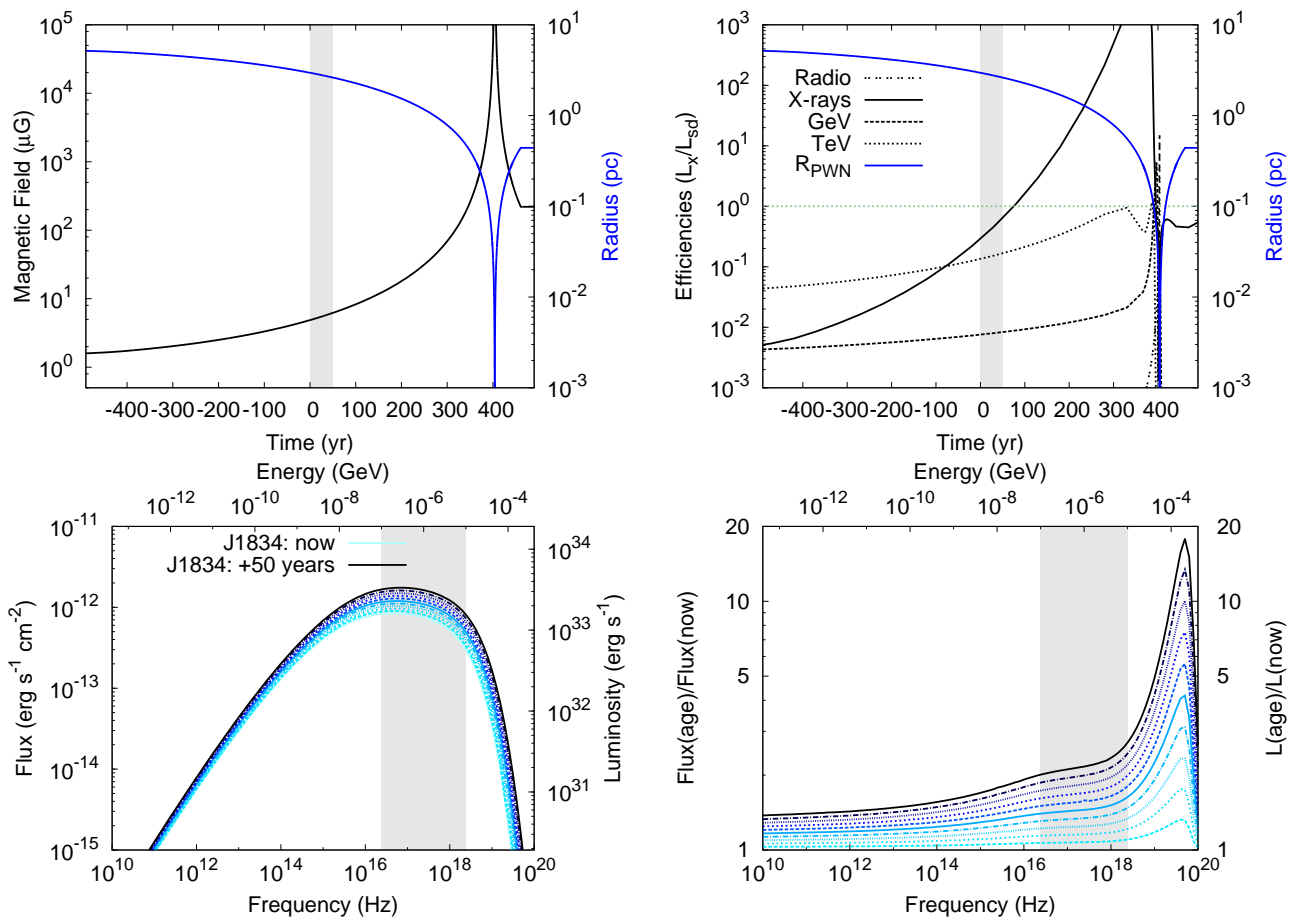 10^5
10^4
10^3
10^2
10^1
10^0
Magnetic Field (μG)
-400 -300 -200 -100 0 100 200 300 400
Time (yr)
10^1
10^0
10^-1
10^-2
10^-3
Radius (pc)
10^3
10^2
10^1
10^0
10^-1
10^-2
10^-3
Efficiencies (L_x/L_sd)
Radio
X-rays
GeV
TeV
R_PWN
-400 -300 -200 -100 0 100 200 300 400
Time (yr)
10^1
10^0
10^-1
10^-2
10^-3
Radius (pc)
Energy (GeV)
10^-12 10^-10 10^-8 10^-6 10^-4
10^-11
10^-12
10^-13
10^-14
10^-15
Flux (erg s^-1 cm^-2)
J1834: now
J1834: +50 years
10^10 10^12 10^14 10^16 10^18 10^20
Frequency (Hz)
10^34
10^33
10^32
10^31
Luminosity (erg s^-1)
Energy (GeV)
10^-12 10^-10 10^-8 10^-6 10^-4
20
10
5
1
Flux(age)/Flux(now)
10^10 10^12 10^14 10^16 10^18 10^20
Frequency (Hz)
20
10
5
1
L(age)/L(now)